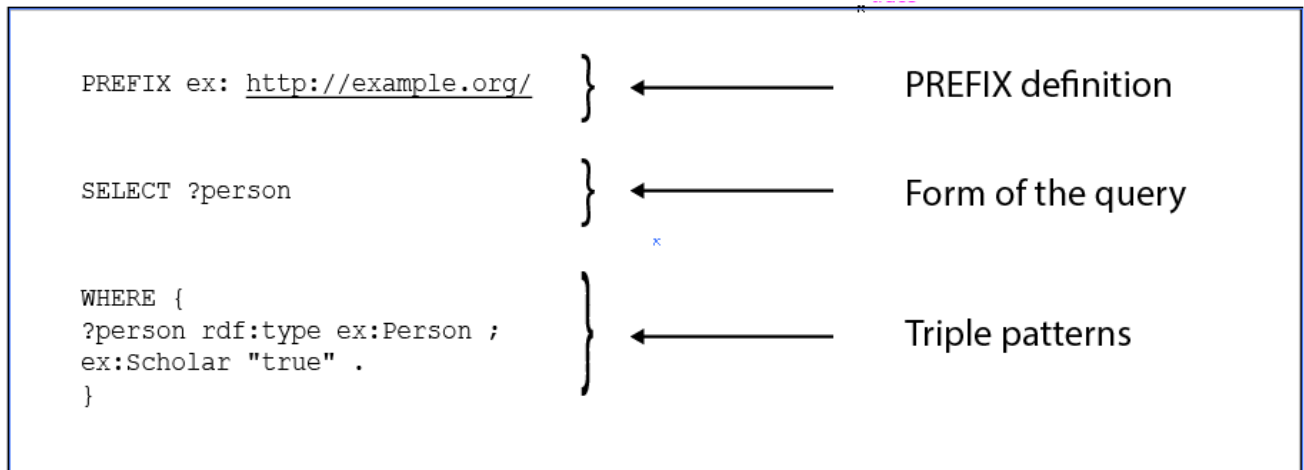 PREFIX ex: http://example.org/ } PREFIX definition
SELECT ?person } Form of the query
WHERE {
?person rdf:type ex:Person ;
ex:Scholar "true" .
} } Triple patterns